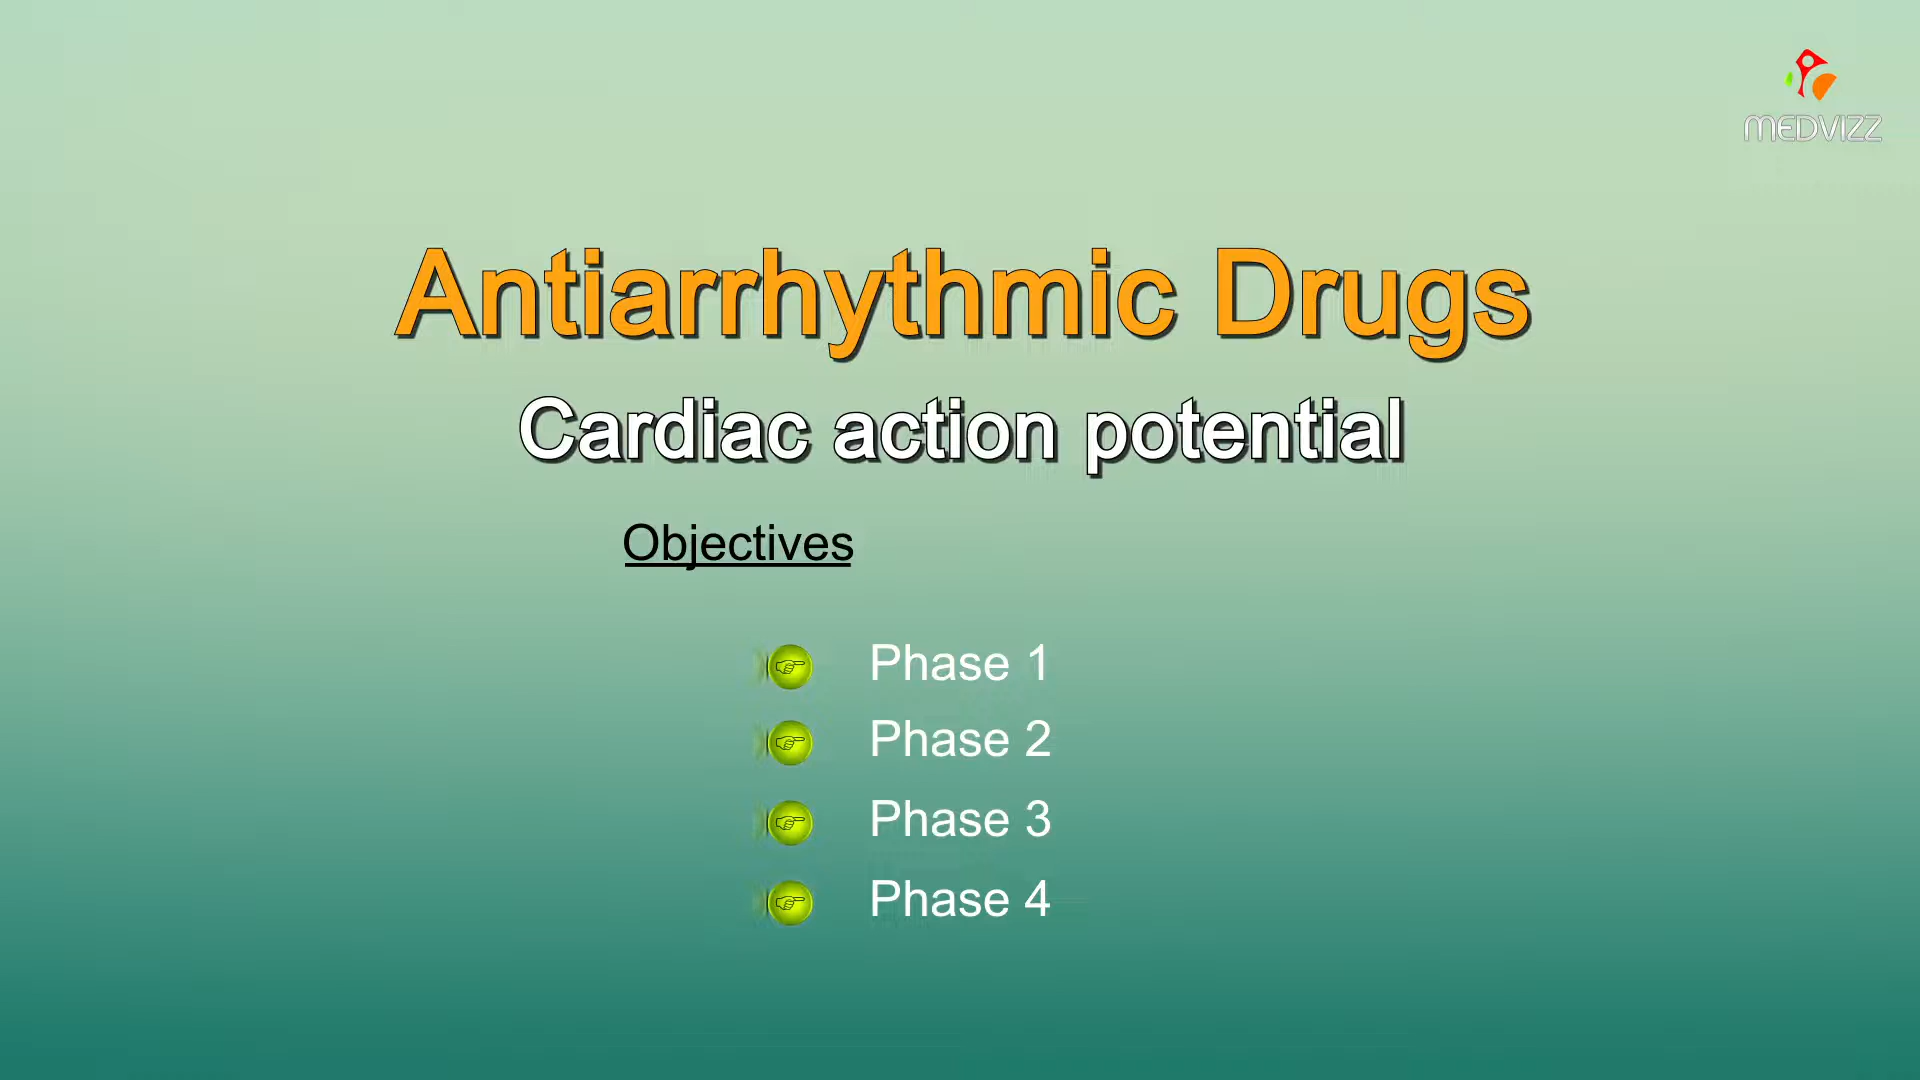 MEDVIZZ
Antiarrhythmic Drugs
Cardiac action potential
Objectives
Phase 1
Phase 2
Phase 3
Phase 4